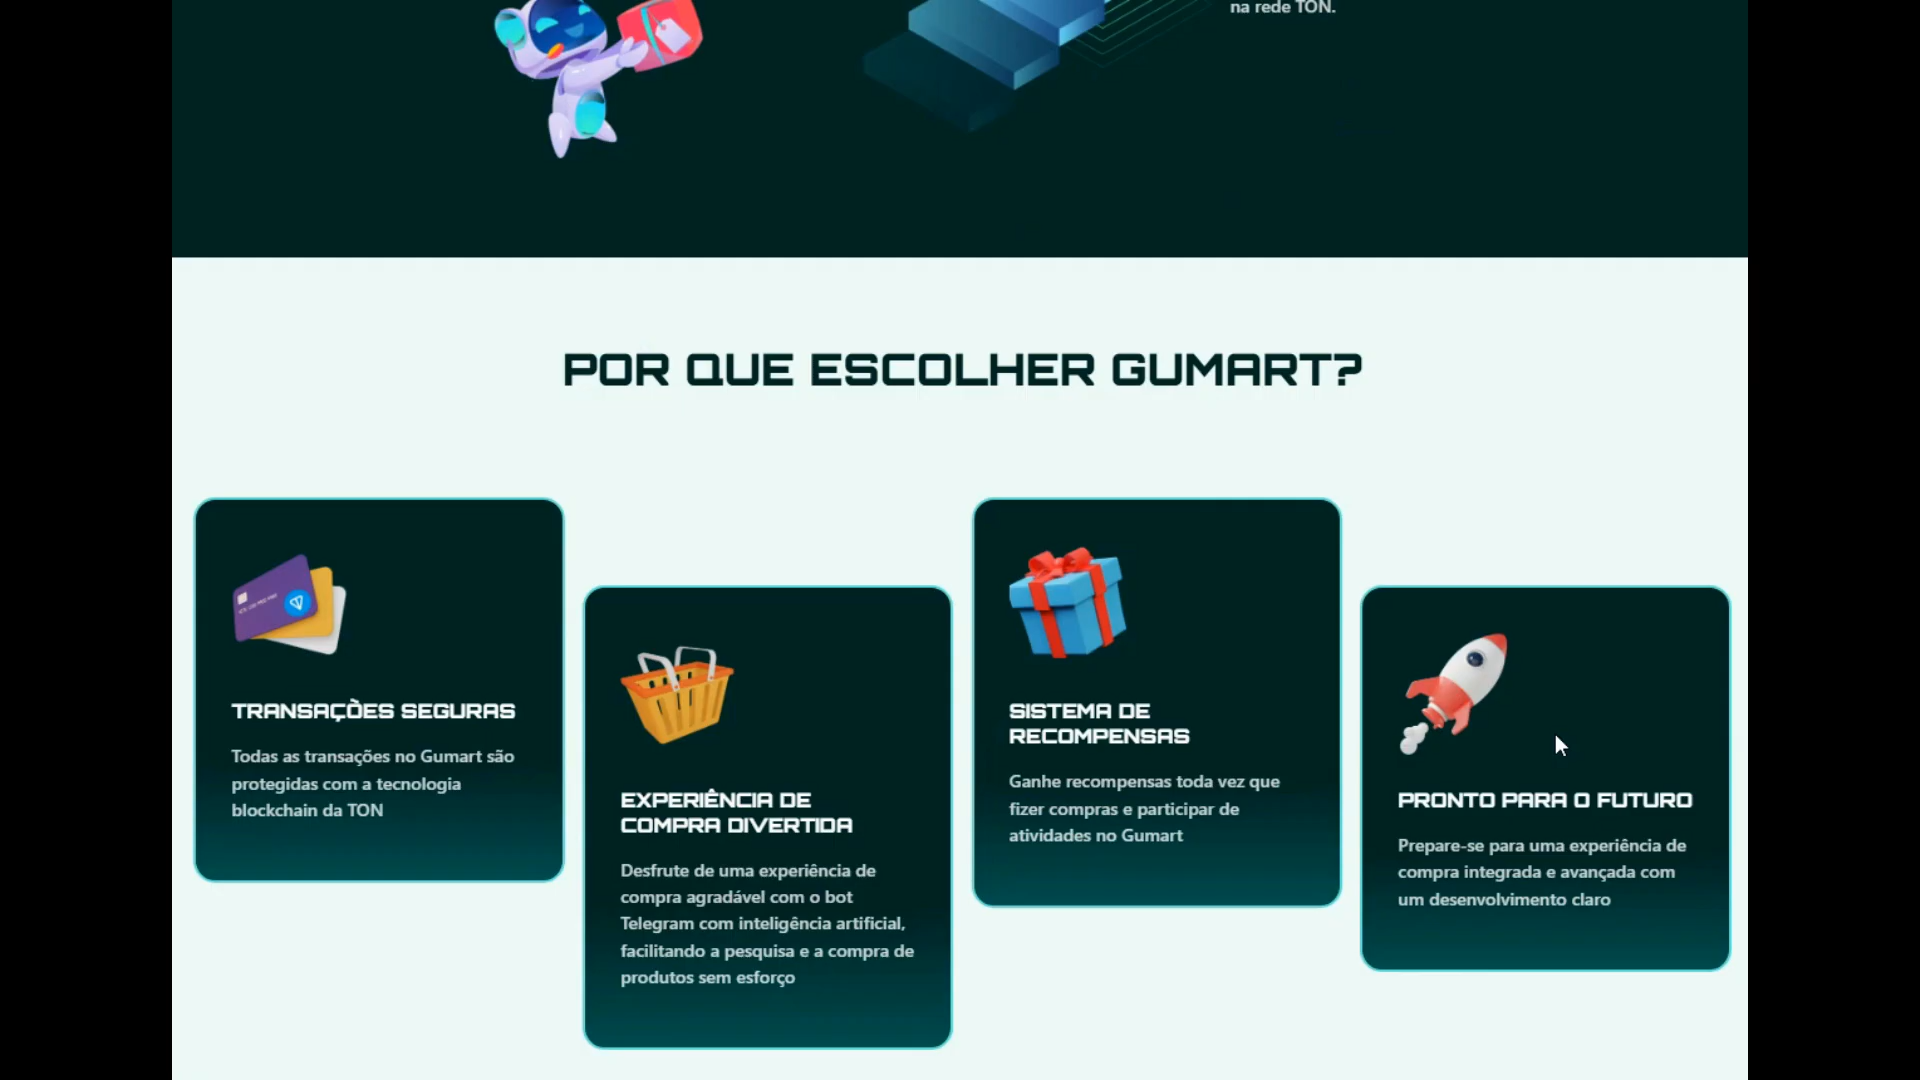 na rede TON.
POR QUE ESCOLHER GUMART?
TRANSAÇÕES SEGURAS
Todas as transações no Gumart são
protegidas com a tecnologia
blockchain da TON
EXPERIÊNCIA DE
COMPRA DIVERTIDA
Desfrute de uma experiência de
compra agradável com o bot
Telegram com inteligência artificial,
facilitando a pesquisa e a compra de
produtos sem esforço
SISTEMA DE
RECOMPENSAS
Ganhe recompensas toda vez que
fizer compras e participar de
atividades no Gumart
PRONTO PARA O FUTURO
Prepare-se para uma experiência de
compra integrada e avançada com
um desenvolvimento claro